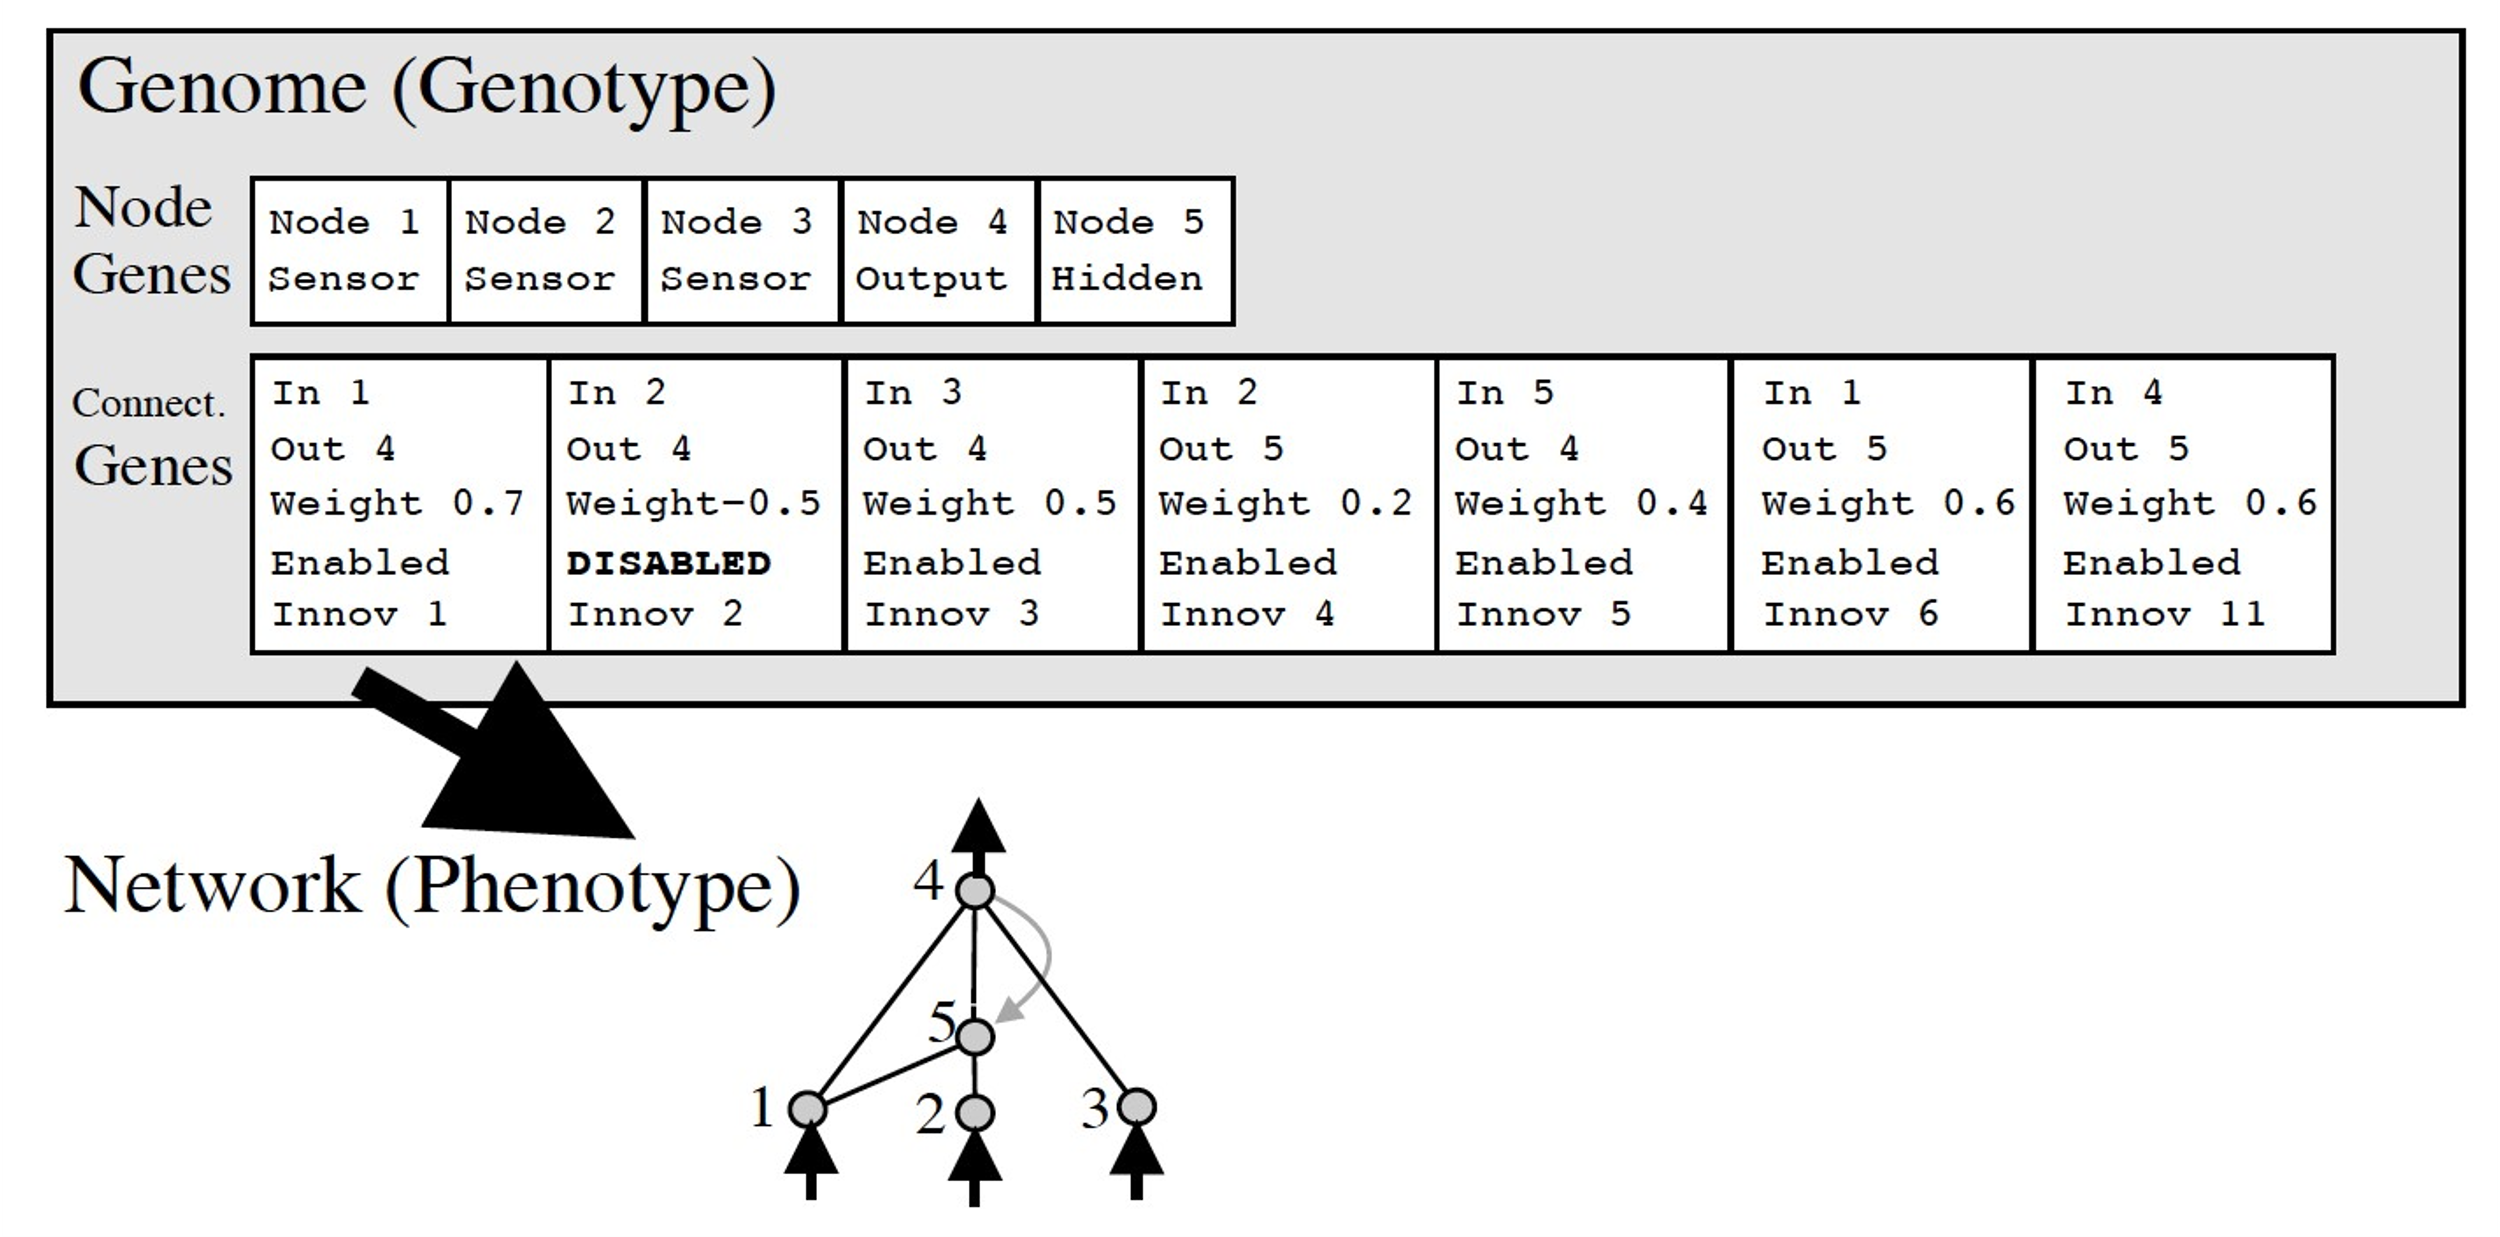 Genome (Genotype)
Node
Genes
Node 1
Sensor
Node 2
Sensor
Node 3
Sensor
Node 4
Output
Node 5
Hidden
Connect.
Genes
In 1
Out 4
Weight 0.7
Enabled
Innov 1
In 2
Out 4
Weight-0.5
DISABLED
Innov 2
In 3
Out 4
Weight 0.5
Enabled
Innov 3
In 2
Out 5
Weight 0.2
Enabled
Innov 4
In 5
Out 4
Weight 0.4
Enabled
Innov 5
In 1
Out 5
Weight 0.6
Enabled
Innov 6
In 4
Out 5
Weight 0.6
Enabled
Innov 11
Network (Phenotype)
4
5
1
2
3